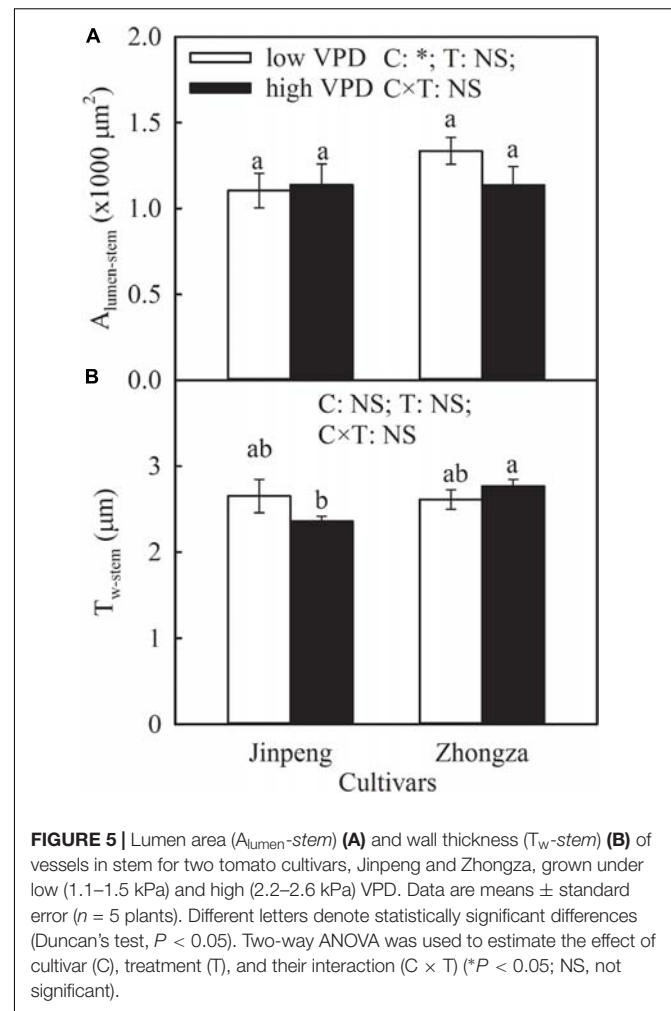 A
2.0
low VPD C: *; T: NS;
high VPD C×T: NS
1.5
1.0
0.5
0.0
A_lumen-stem (x1000 μm²)
a
a
a
a
B
C: NS; T: NS;
C×T: NS
3
2
1
0
T_w-stem (μm)
ab
b
ab
a
Jinpeng Zhongza
Cultivars
FIGURE 5 | Lumen area (A_lumen-stem) (A) and wall thickness (T_w-stem) (B) of
vessels in stem for two tomato cultivars, Jinpeng and Zhongza, grown under
low (1.1–1.5 kPa) and high (2.2–2.6 kPa) VPD. Data are means ± standard
error (n = 5 plants). Different letters denote statistically significant differences
(Duncan's test, P < 0.05). Two-way ANOVA was used to estimate the effect of
cultivar (C), treatment (T), and their interaction (C × T) (*P < 0.05; NS, not
significant).